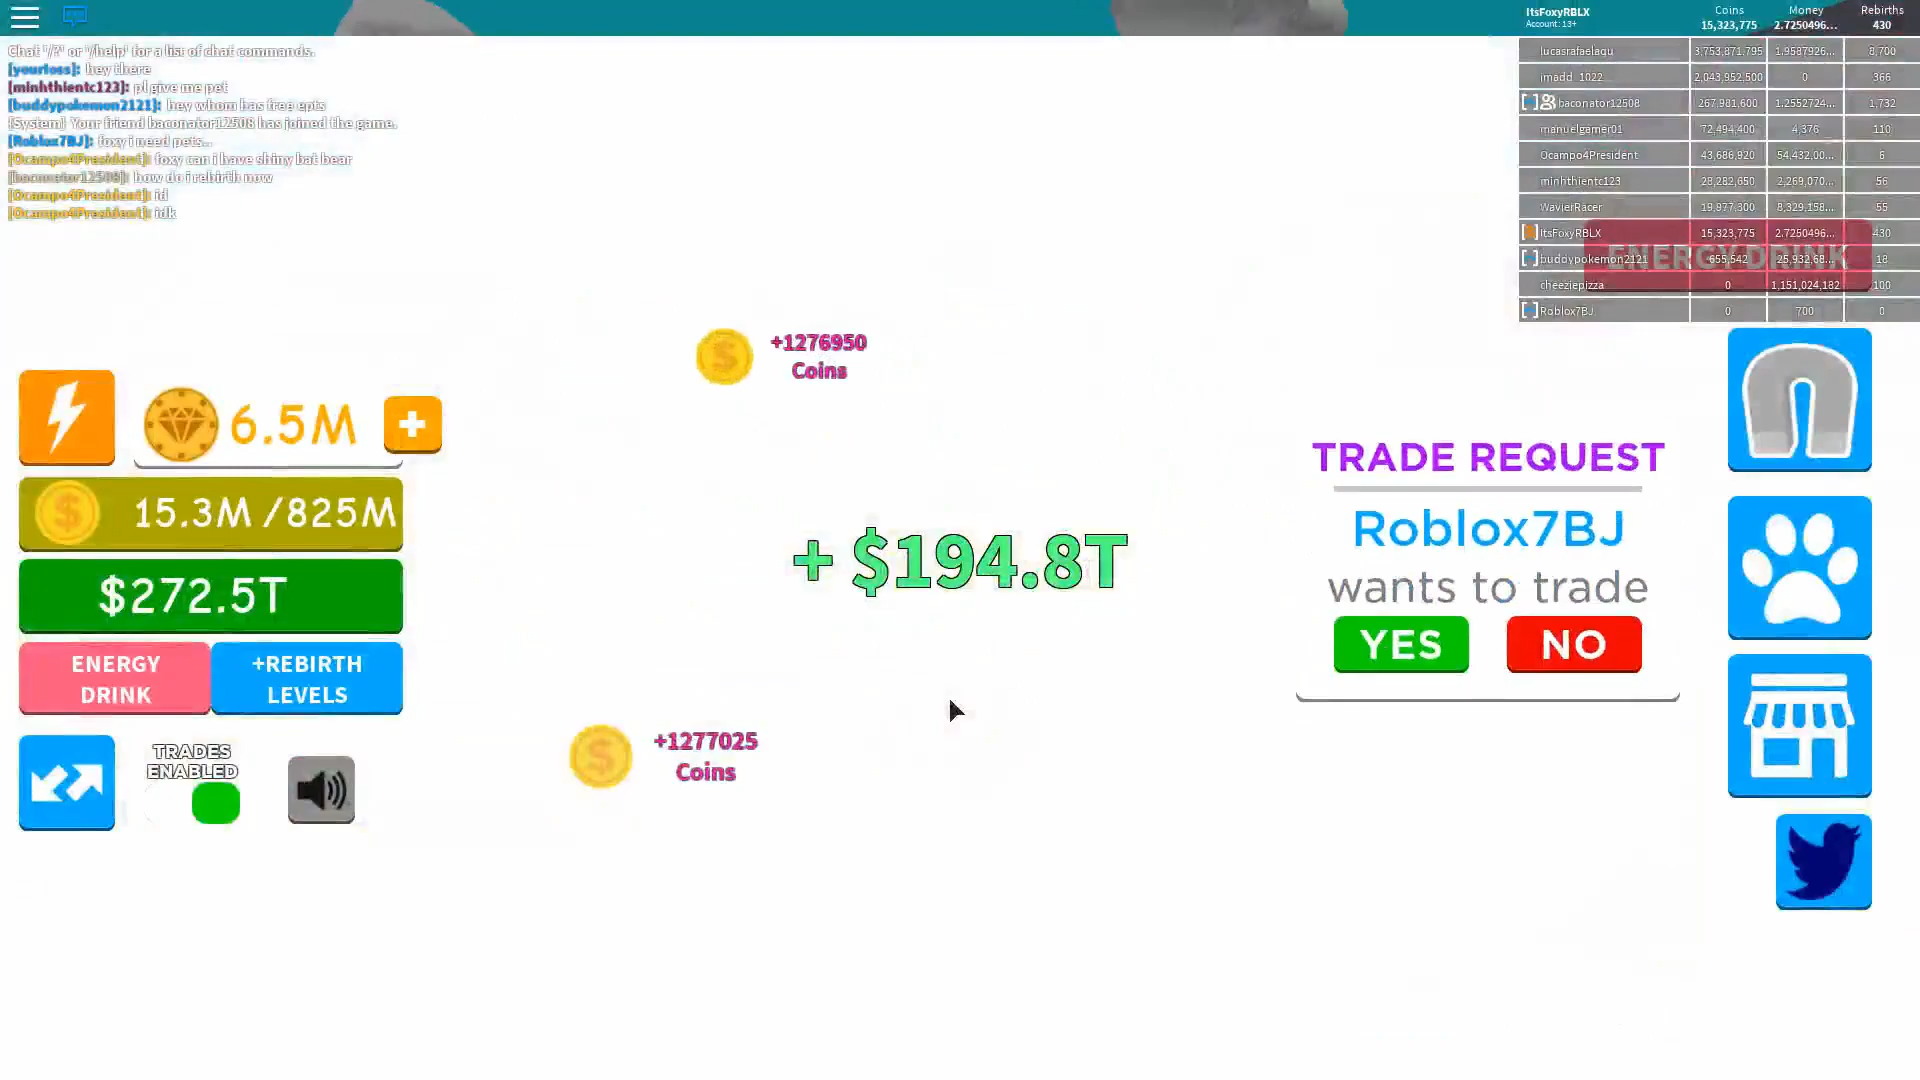 Chat '/?' or '/help' for a list of chat commands.
[yourloss]: hey there
[minhthientc123]: pl give me pet
[buddypokemon2121]: hey whom has free epts
[System] Your friend baconator12508 has joined the game.
[Roblox7BJ]: foxy i need pets..
[Ocampo4President]: foxy can i have shiny bat bear
[baconator12508]: how do i rebirth now
[Ocampo4President]: id
[Ocampo4President]: idk
ItsFoxyRBLX
Account: 13+
Coins Money Rebirths
15,323,775 2.7250496... 430
lucasrafaelaqu 3,753,871,795 1.9587926... 8,700
imadd_1022 2,043,952,500 0 366
baconator12508 267,981,600 1.2552724... 1,732
manuelgamer01 72,494,400 4,376 110
Ocampo4President 43,686,920 54,432,00... 6
minhthientc123 28,282,650 2,269,070... 56
WavierRacer 19,977,300 8,329,158... 55
ItsFoxyRBLX 15,323,775 2.7250496... 430
buddypokemon2121 655,542 25,932,68... 18
ENERGY DRINK
cheeziepizza 0 1,151,024,182 100
Roblox7BJ 0 700 0
+1276950
Coins
6.5M
15.3M /825M
$272.5T
ENERGY
DRINK
+REBIRTH
LEVELS
TRADES
ENABLED
+ $194.8T
+1277025
Coins
TRADE REQUEST
Roblox7BJ
wants to trade
YES NO